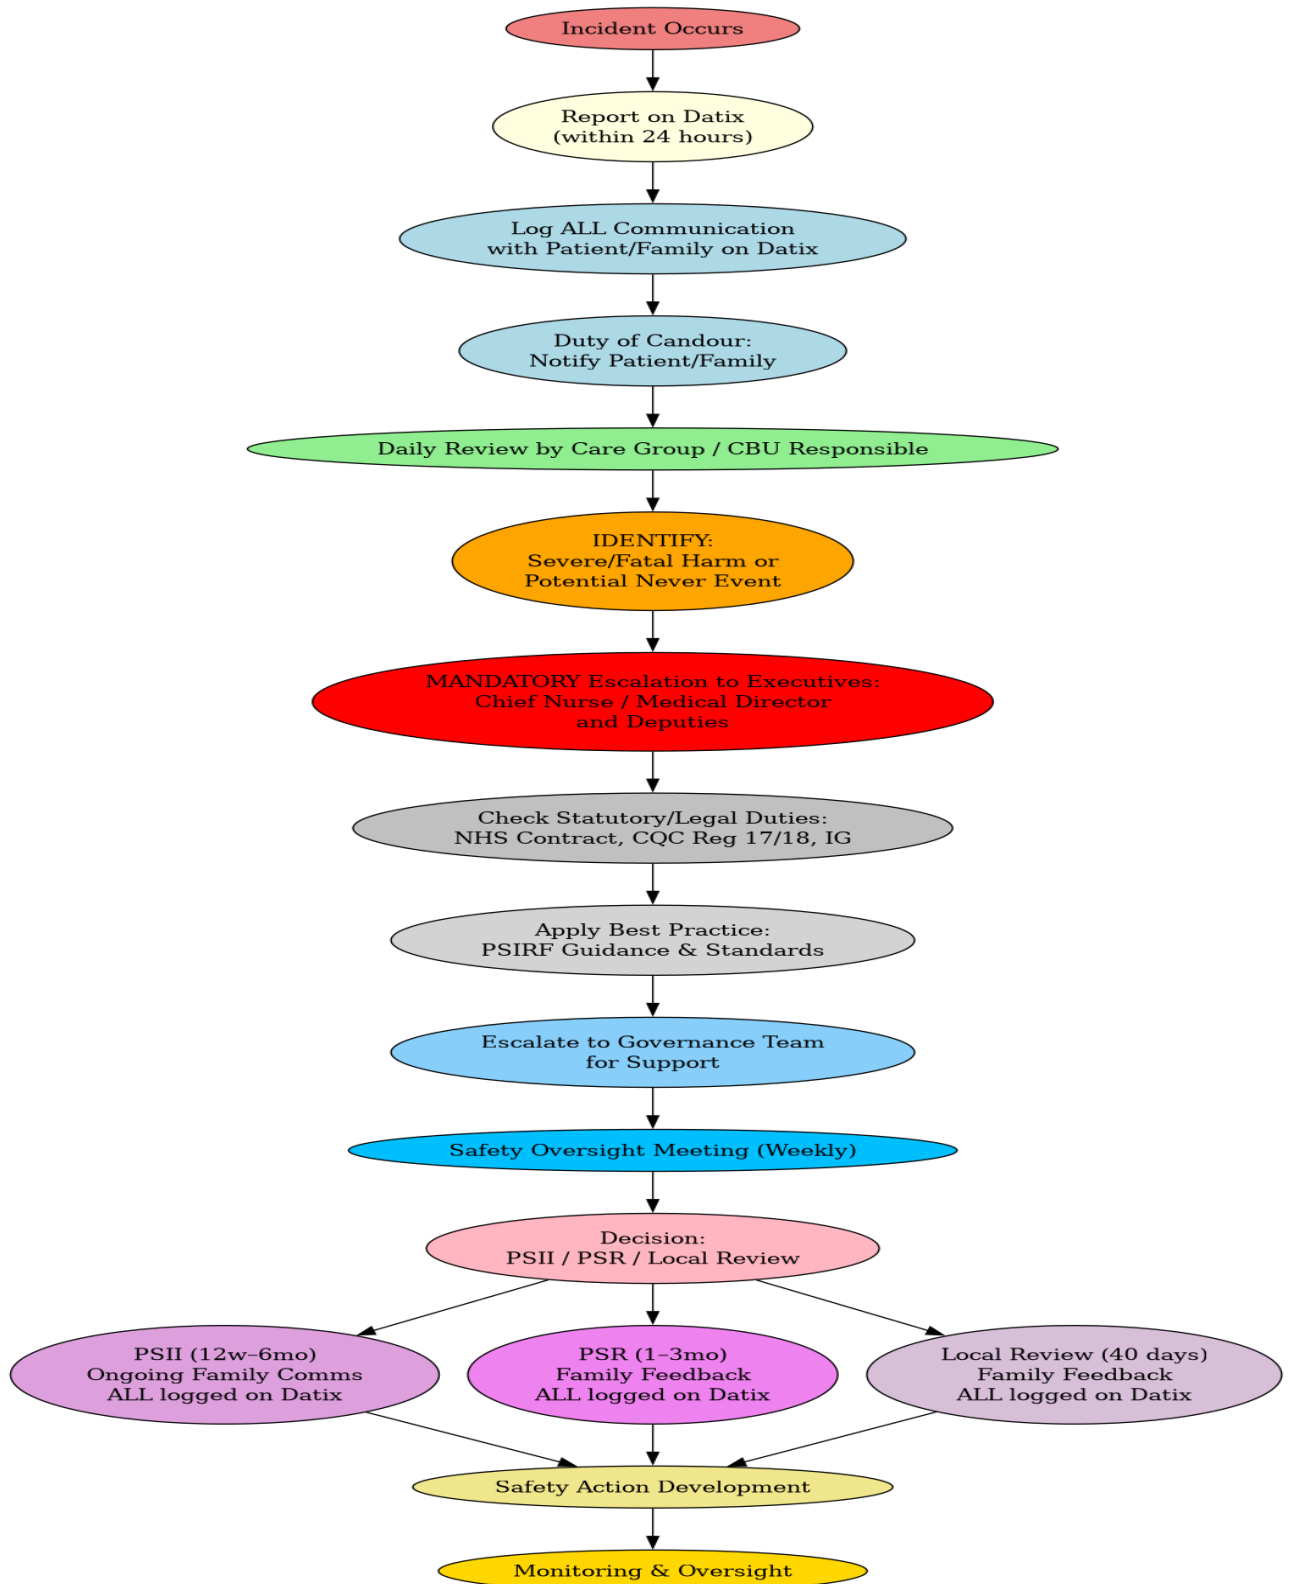 Incident Occurs
Report on Datix
(within 24 hours)
Log ALL Communication
with Patient/Family on Datix
Duty of Candour:
Notify Patient/Family
Daily Review by Care Group / CBU Responsible
IDENTIFY:
Severe/Fatal Harm or
Potential Never Event
MANDATORY Escalation to Executives:
Chief Nurse / Medical Director
and Deputies
Check Statutory/Legal Duties:
NHS Contract, CQC Reg 17/18, IG
Apply Best Practice:
PSIRF Guidance & Standards
Escalate to Governance Team
for Support
Safety Oversight Meeting (Weekly)
Decision:
PSII / PSR / Local Review
PSII (12w–6mo)
Ongoing Family Comms
ALL logged on Datix
PSR (1–3mo)
Family Feedback
ALL logged on Datix
Local Review (40 days)
Family Feedback
ALL logged on Datix
Safety Action Development
Monitoring & Oversight